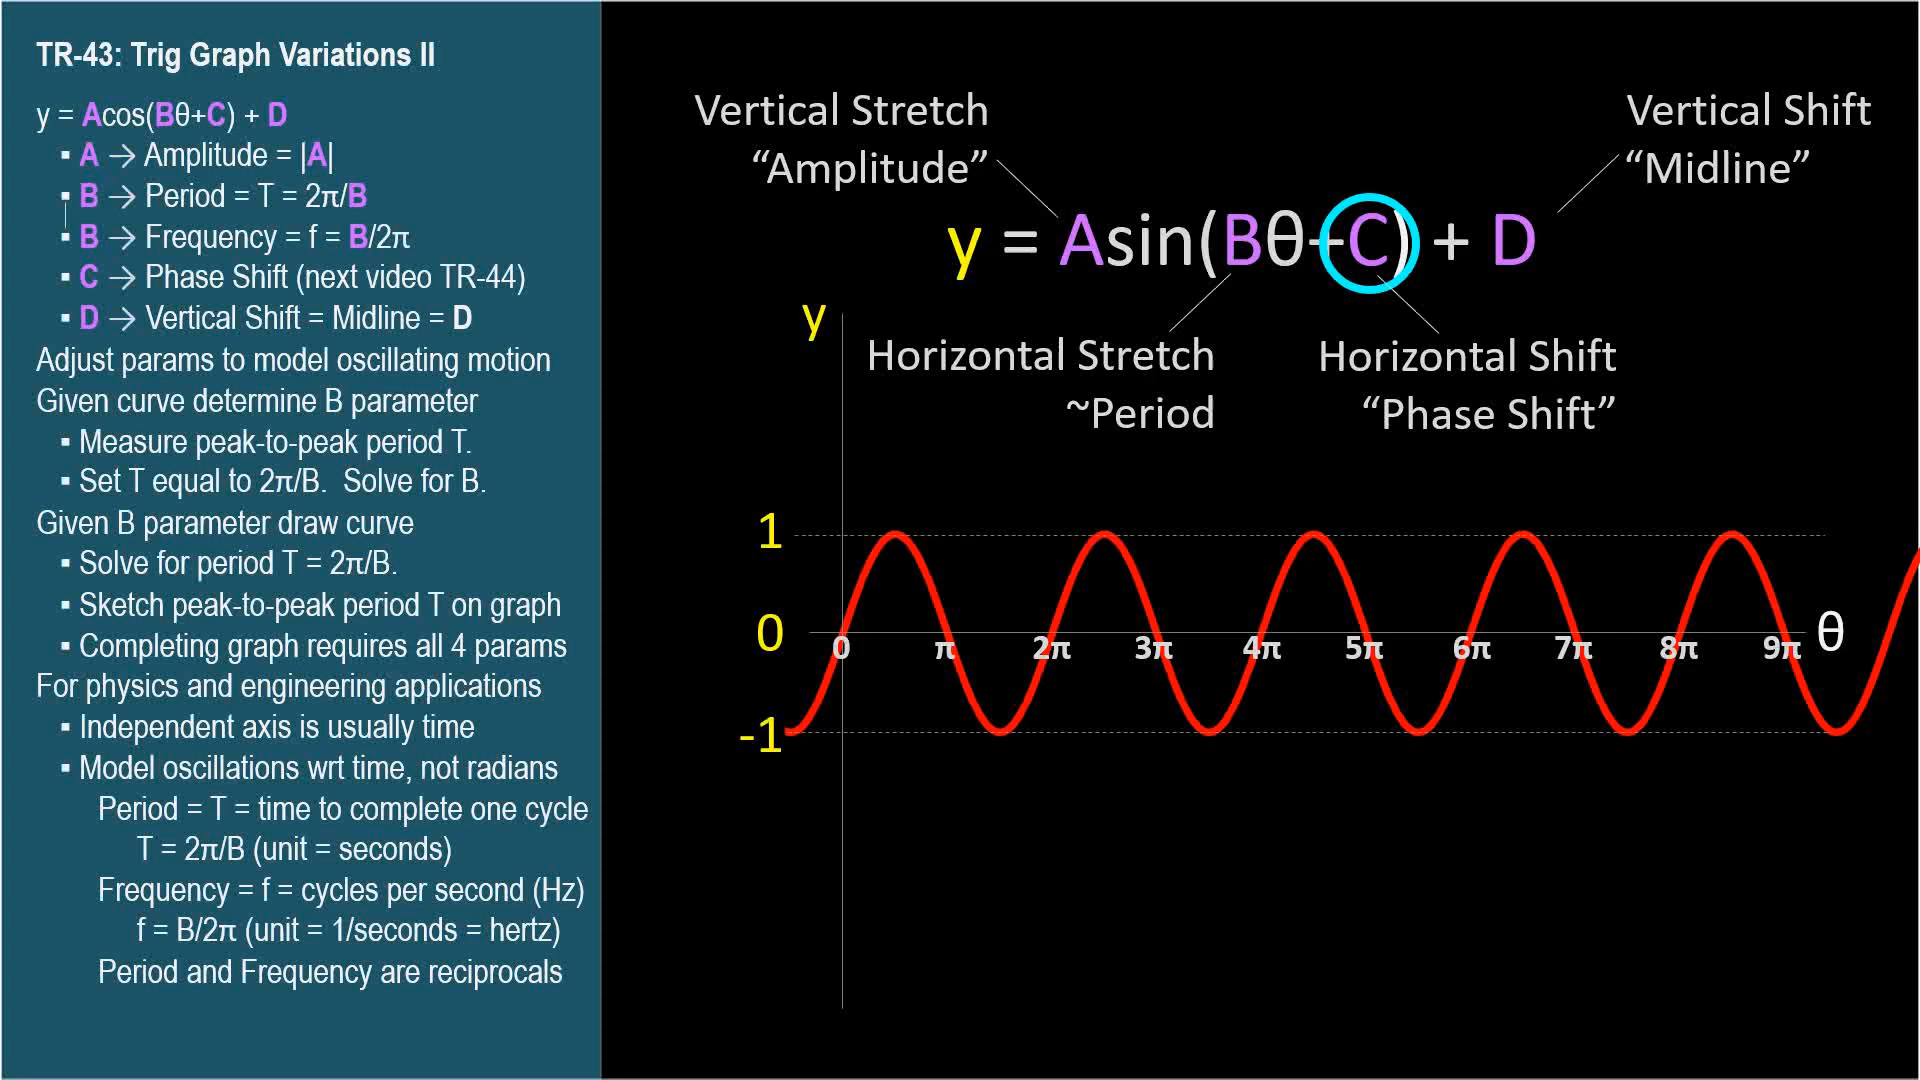 TR-43: Trig Graph Variations II
y = Acos(Bθ+C) + D
▪ A → Amplitude = |A|
▪ B → Period = T = 2π/B
▪ B → Frequency = f = B/2π
▪ C → Phase Shift (next video TR-44)
▪ D → Vertical Shift = Midline = D
Adjust params to model oscillating motion
Given curve determine B parameter
▪ Measure peak-to-peak period T.
▪ Set T equal to 2π/B. Solve for B.
Given B parameter draw curve
▪ Solve for period T = 2π/B.
▪ Sketch peak-to-peak period T on graph
▪ Completing graph requires all 4 params
For physics and engineering applications
▪ Independent axis is usually time
▪ Model oscillations wrt time, not radians
Period = T = time to complete one cycle
T = 2π/B (unit = seconds)
Frequency = f = cycles per second (Hz)
f = B/2π (unit = 1/seconds = hertz)
Period and Frequency are reciprocals
Vertical Stretch
“Amplitude”
Vertical Shift
“Midline”
y = Asin(Bθ+C) + D
Horizontal Stretch
~Period
Horizontal Shift
“Phase Shift”
y
1
0
-1
0 π 2π 3π 4π 5π 6π 7π 8π 9π θ